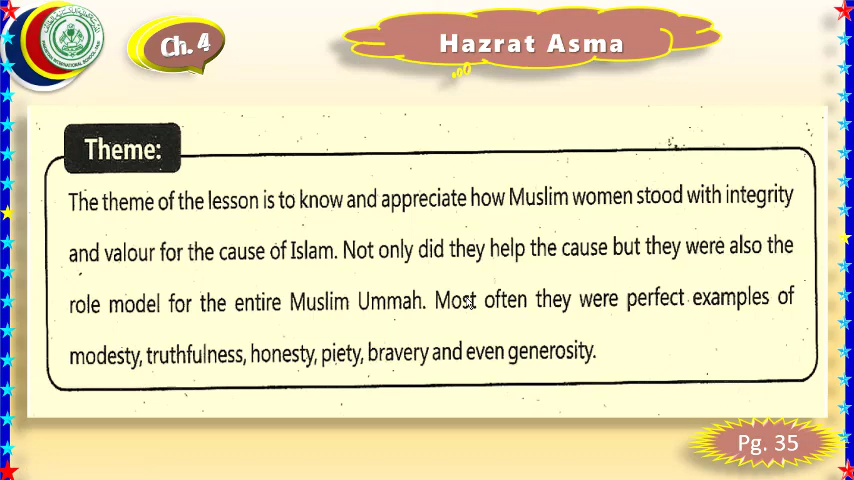 Ch. 4
Hazrat Asma
Theme:
The theme of the lesson is to know and appreciate how Muslim women stood with integrity
and valour for the cause of Islam. Not only did they help the cause but they were also the
role model for the entire Muslim Ummah. Most often they were perfect examples of
modesty, truthfulness, honesty, piety, bravery and even generosity.
Pg. 35